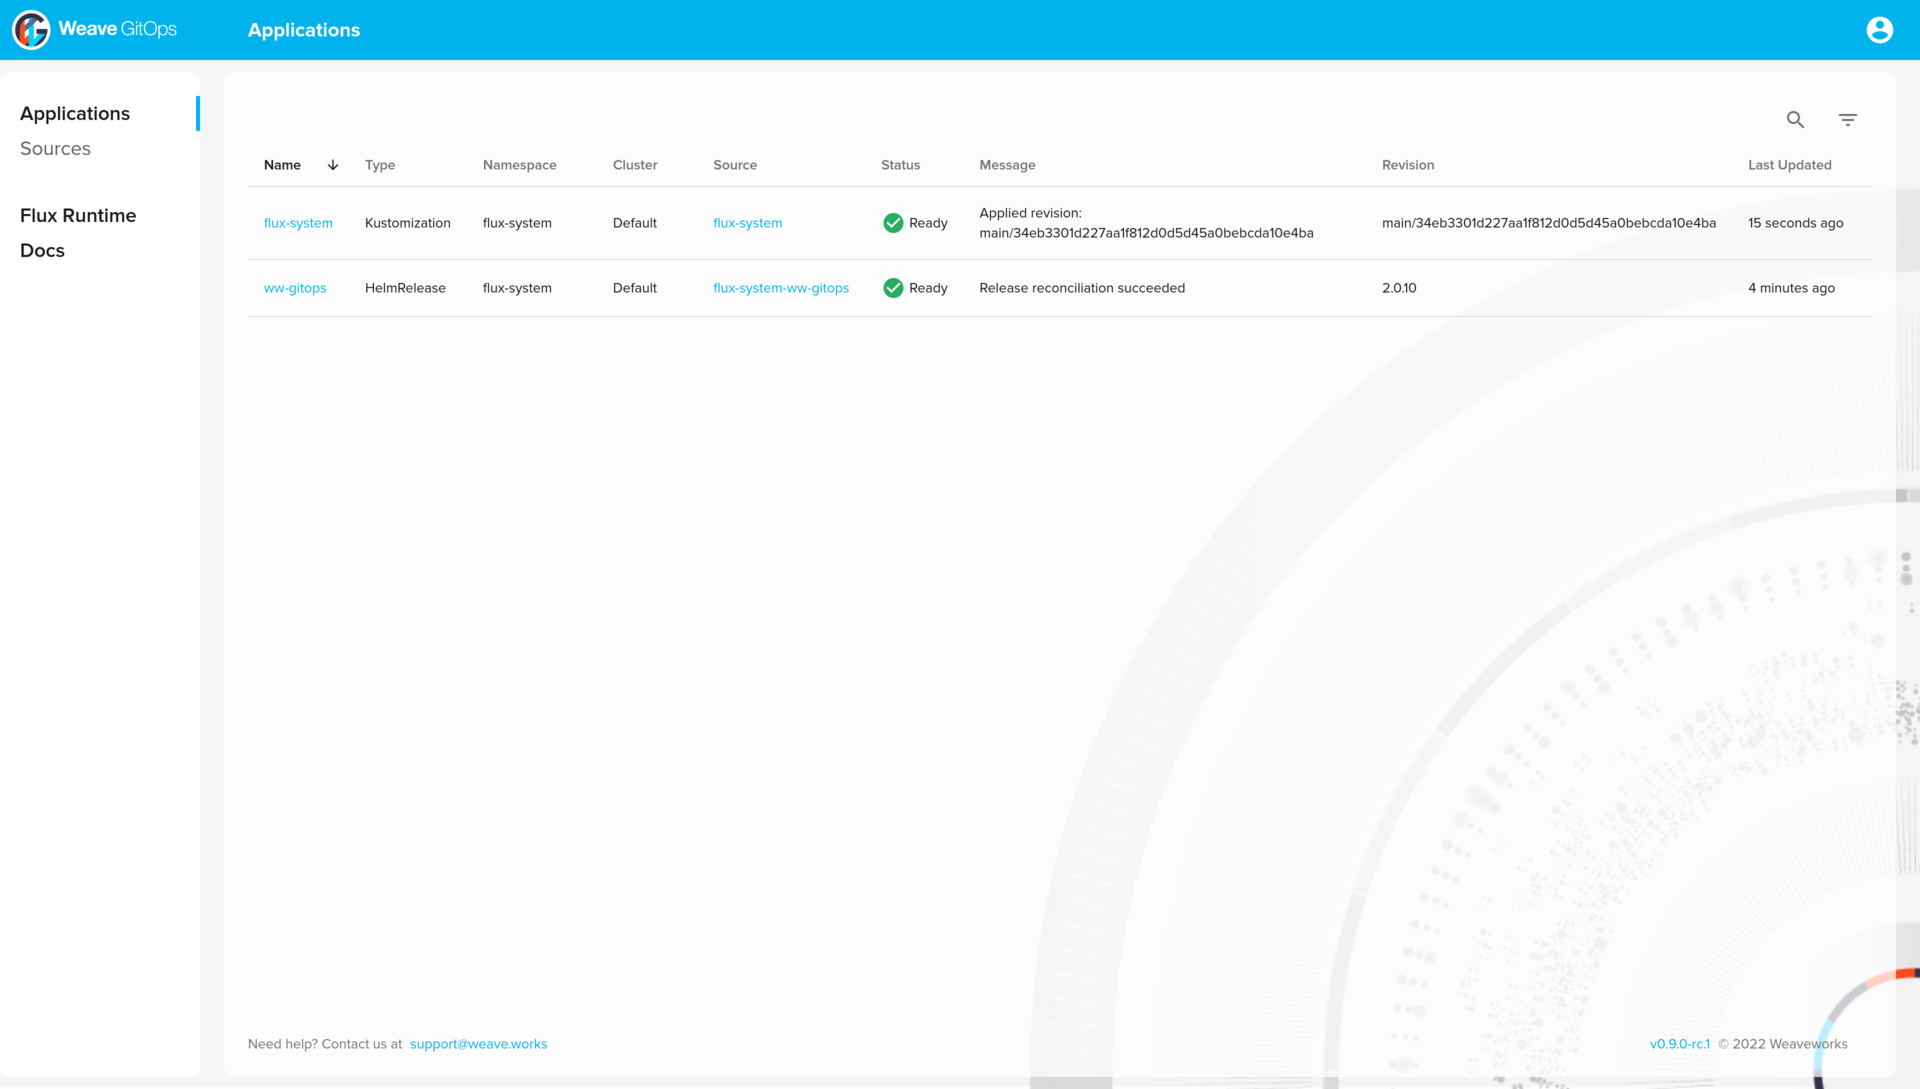 Weave GitOps
Applications
Applications
Sources
Flux Runtime
Docs
Name Type Namespace Cluster Source Status Message Revision Last Updated
flux-system Kustomization flux-system Default flux-system Ready Applied revision:
main/34eb3301d227aa1f812d0d5d45a0bebcda10e4ba main/34eb3301d227aa1f812d0d5d45a0bebcda10e4ba 15 seconds ago
ww-gitops HelmRelease flux-system Default flux-system-ww-gitops Ready Release reconciliation succeeded 2.0.10 4 minutes ago
Need help? Contact us at support@weave.works
v0.9.0-rc.1 © 2022 Weaveworks